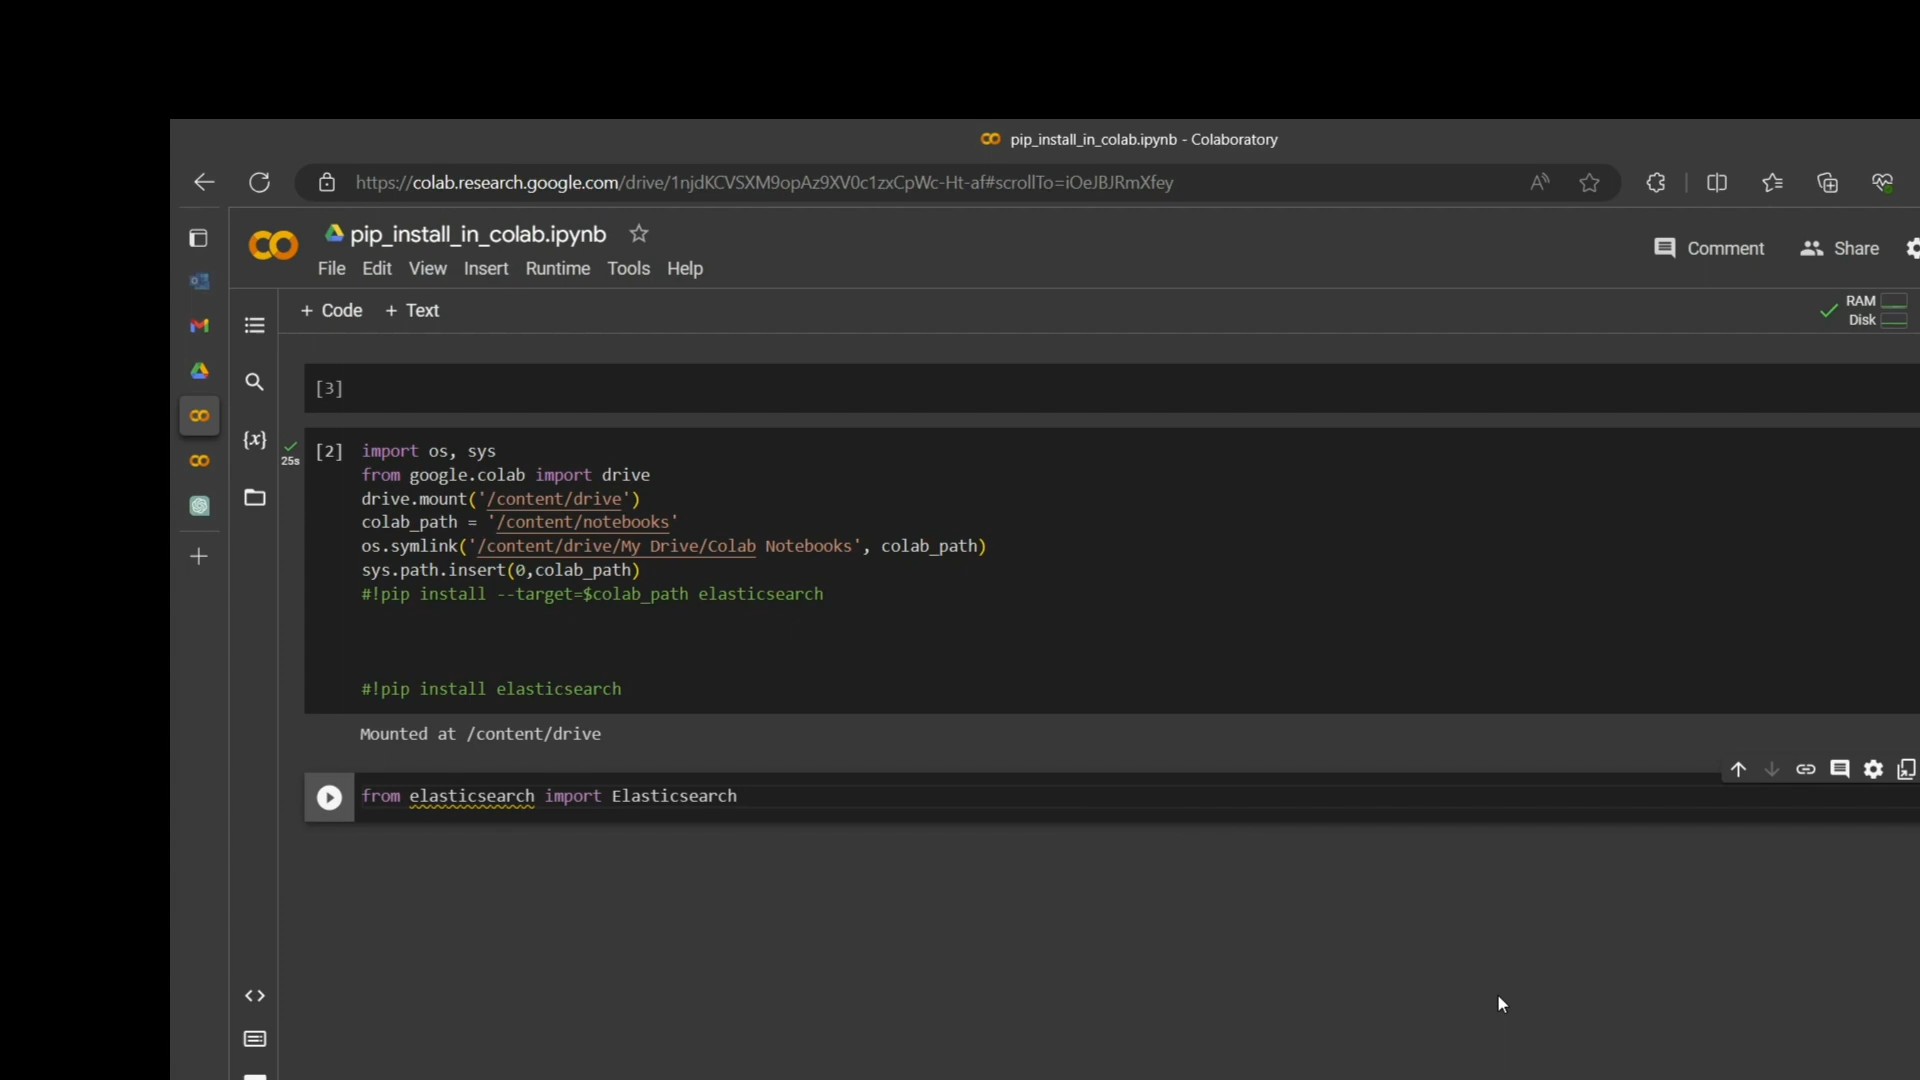 pip_install_in_colab.ipynb - Colaboratory
https://colab.research.google.com/drive/1njdKCVSXM9opAz9XV0c1zxCpWc-Ht-af#scrollTo=iOeJBJRmXfey
pip_install_in_colab.ipynb
File Edit View Insert Runtime Tools Help
Comment Share
+ Code + Text
RAM
Disk
[3]
[2] import os, sys
25s
from google.colab import drive
drive.mount('/content/drive')
colab_path = '/content/notebooks'
os.symlink('/content/drive/My Drive/Colab Notebooks', colab_path)
sys.path.insert(0,colab_path)
#!pip install --target=$colab_path elasticsearch
#!pip install elasticsearch
Mounted at /content/drive
from elasticsearch import Elasticsearch